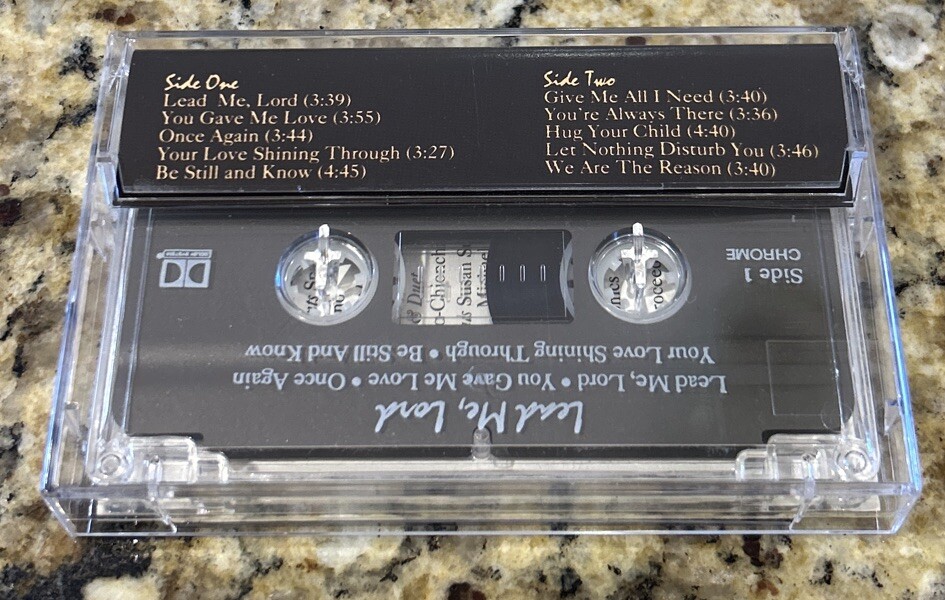 Side One
Lead Me, Lord (3:39)
You Gave Me Love (3:55)
Once Again (3:44)
Your Love Shining Through (3:27)
Be Still and Know (4:45)
Side Two
Give Me All I Need (3:40)
You're Always There (3:36)
Hug Your Child (4:40)
Let Nothing Disturb You (3:46)
We Are The Reason (3:40)
Lead Me, Lord
Lead Me, Lord • You Gave Me Love • Once Again
Your Love Shining Through • Be Still And Know
Side 1
CHROME
Duet
Susan